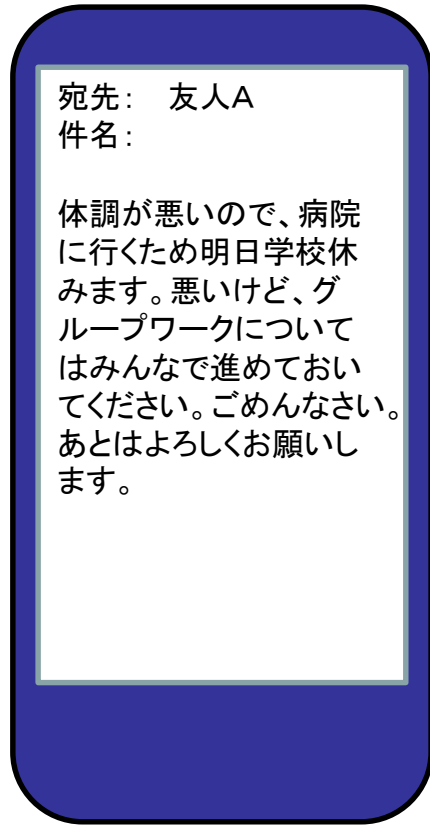 宛先：　友人Ａ
件名：
体調が悪いので、病院
に行くため明日学校休
みます。悪いけど、グ
ループワークについて
はみんなで進めておい
てください。ごめんなさい。
あとはよろしくお願いし
ます。